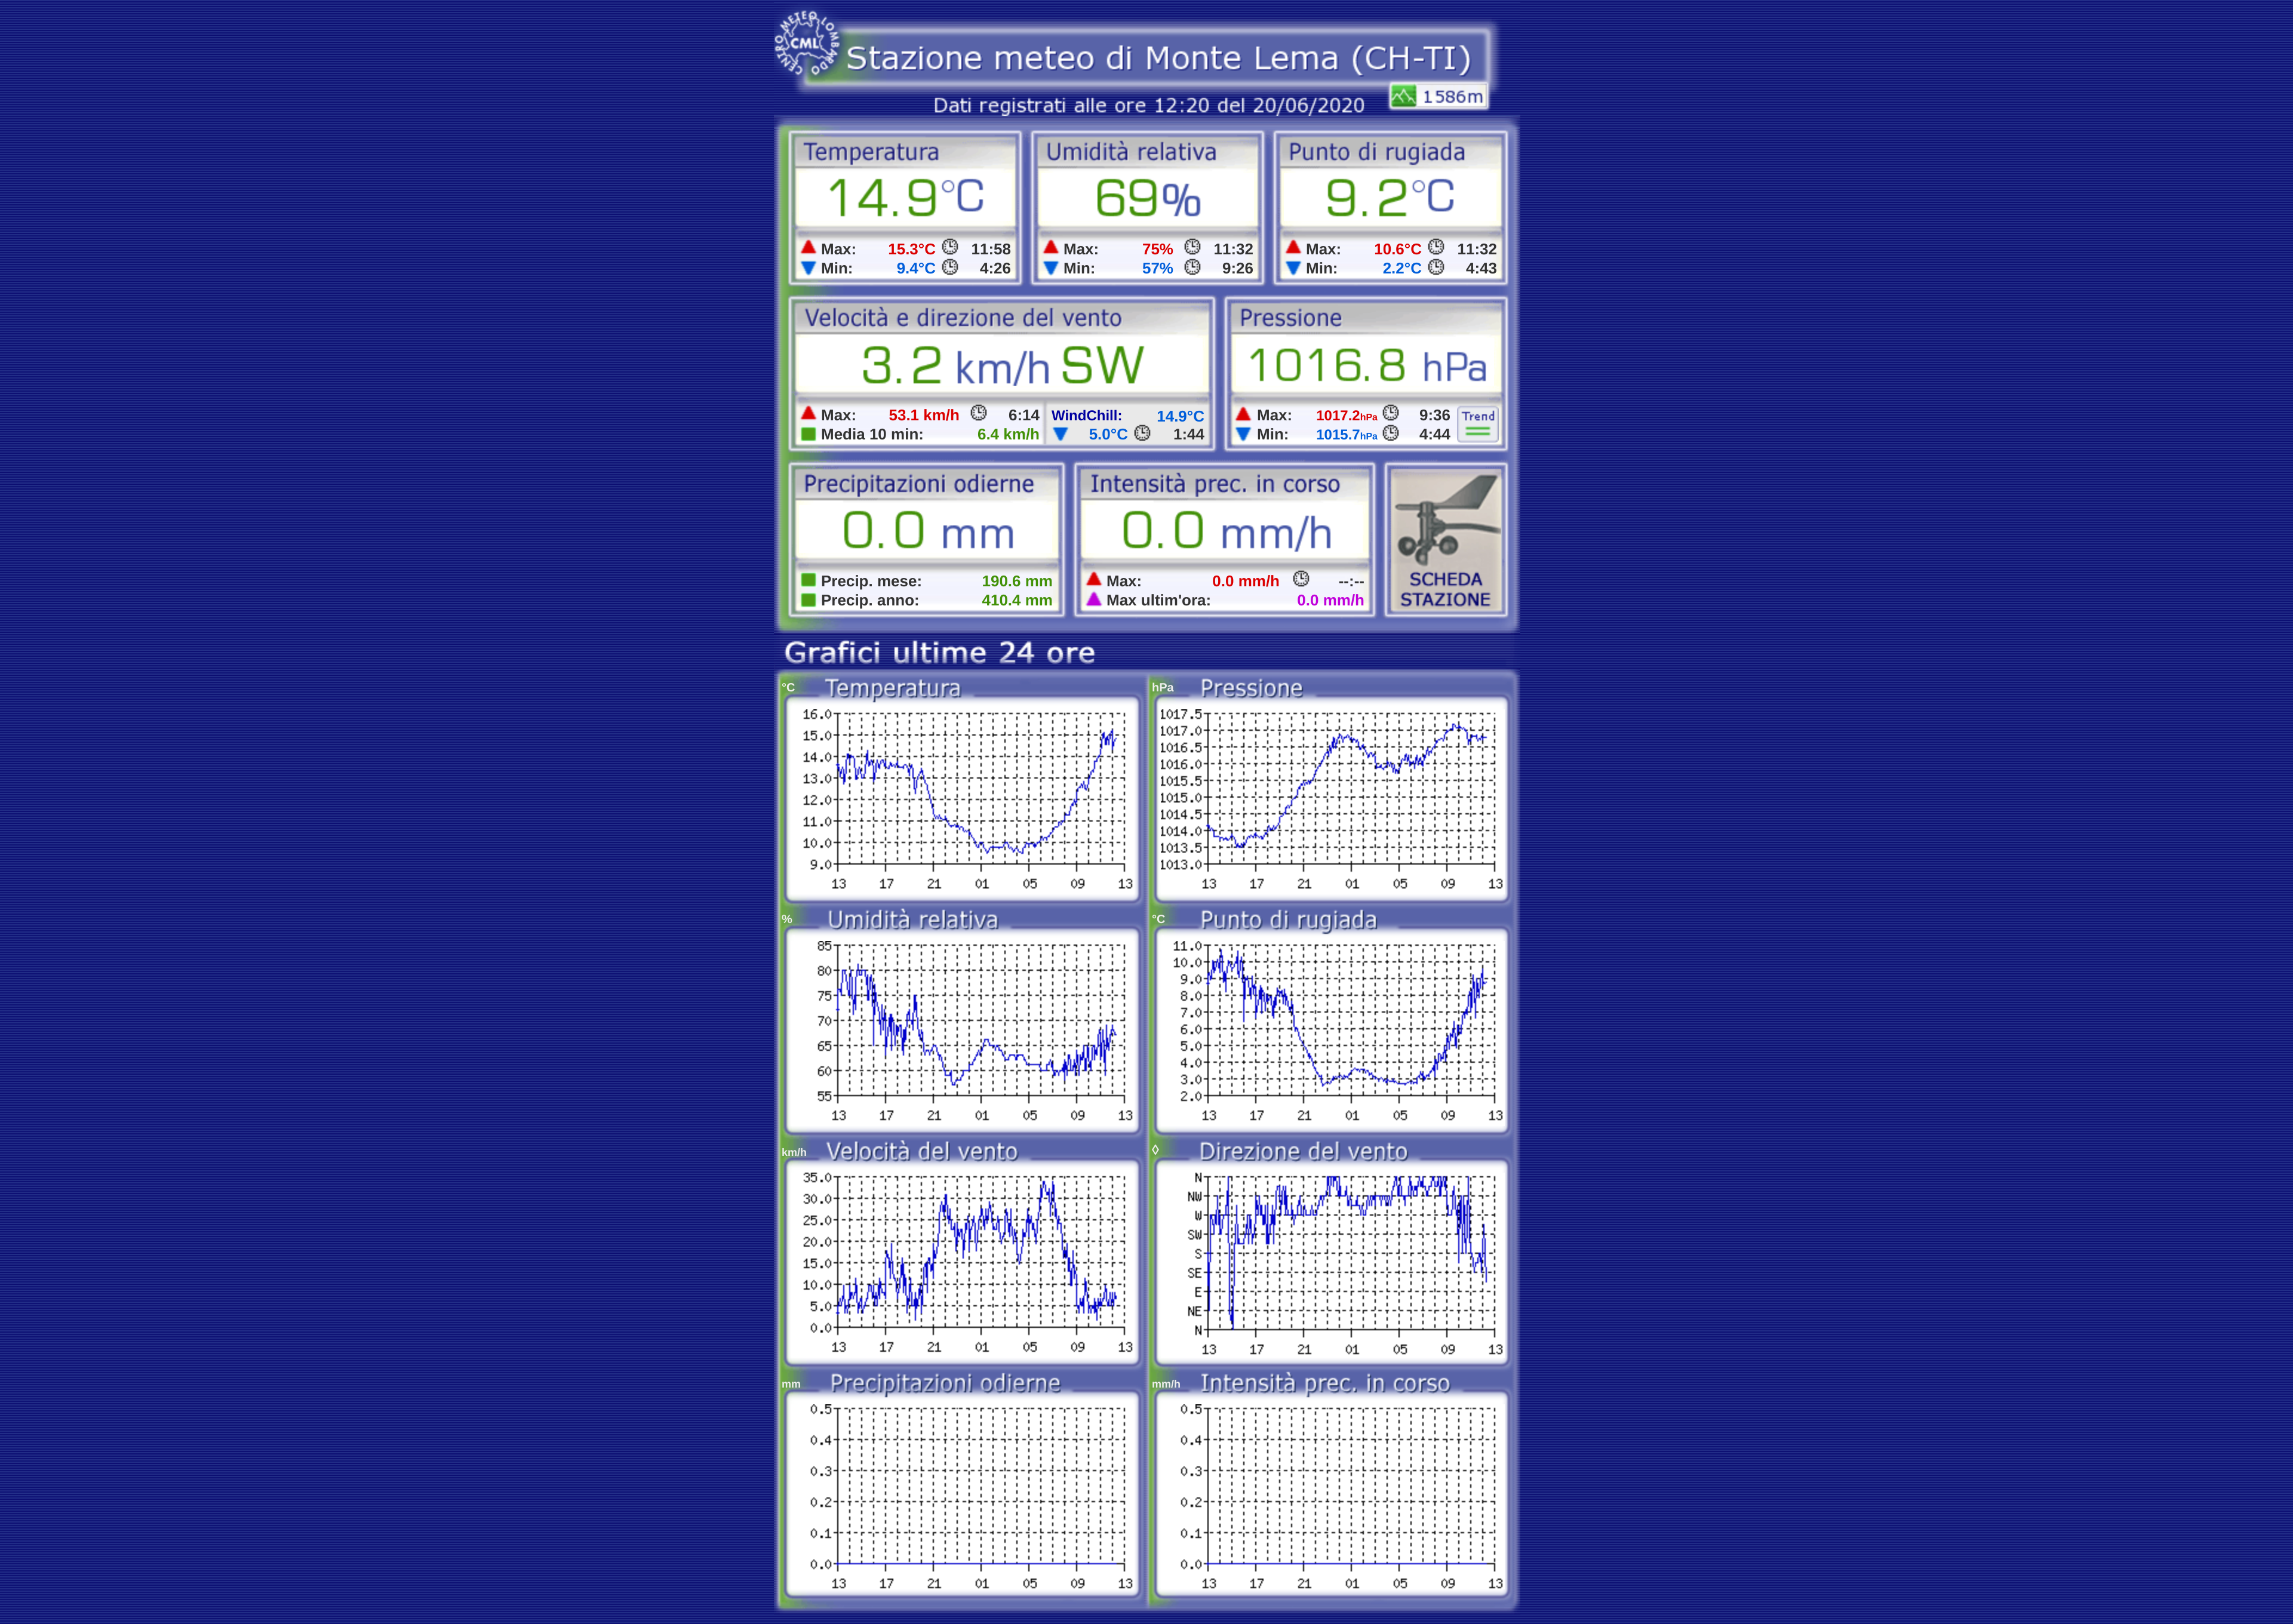 CENTRO METEO LOMBARDO
CML
Stazione meteo di Monte Lema (CH-TI)
Dati registrati alle ore 12:20 del 20/06/2020
1586m
Temperatura
14.9°C
Max: 15.3°C 11:58
Min: 9.4°C 4:26
Umidità relativa
69%
Max: 75% 11:32
Min: 57% 9:26
Punto di rugiada
9.2°C
Max: 10.6°C 11:32
Min: 2.2°C 4:43
Velocità e direzione del vento
3.2 km/h SW
Max: 53.1 km/h 6:14
Media 10 min: 6.4 km/h
WindChill: 14.9°C
5.0°C 1:44
Pressione
1016.8 hPa
Max: 1017.2hPa 9:36
Min: 1015.7hPa 4:44
Trend
Precipitazioni odierne
0.0 mm
Precip. mese: 190.6 mm
Precip. anno: 410.4 mm
Intensità prec. in corso
0.0 mm/h
Max: 0.0 mm/h --:--
Max ultim'ora: 0.0 mm/h
SCHEDA
STAZIONE
Grafici ultime 24 ore
°C Temperatura
16.0
15.0
14.0
13.0
12.0
11.0
10.0
9.0
13 17 21 01 05 09 13
hPa Pressione
1017.5
1017.0
1016.5
1016.0
1015.5
1015.0
1014.5
1014.0
1013.5
1013.0
13 17 21 01 05 09 13
% Umidità relativa
85
80
75
70
65
60
55
13 17 21 01 05 09 13
°C Punto di rugiada
11.0
10.0
9.0
8.0
7.0
6.0
5.0
4.0
3.0
2.0
13 17 21 01 05 09 13
km/h Velocità del vento
35.0
30.0
25.0
20.0
15.0
10.0
5.0
0.0
13 17 21 01 05 09 13
◊ Direzione del vento
N
NW
W
SW
S
SE
E
NE
N
13 17 21 01 05 09 13
mm Precipitazioni odierne
0.5
0.4
0.3
0.2
0.1
0.0
13 17 21 01 05 09 13
mm/h Intensità prec. in corso
0.5
0.4
0.3
0.2
0.1
0.0
13 17 21 01 05 09 13